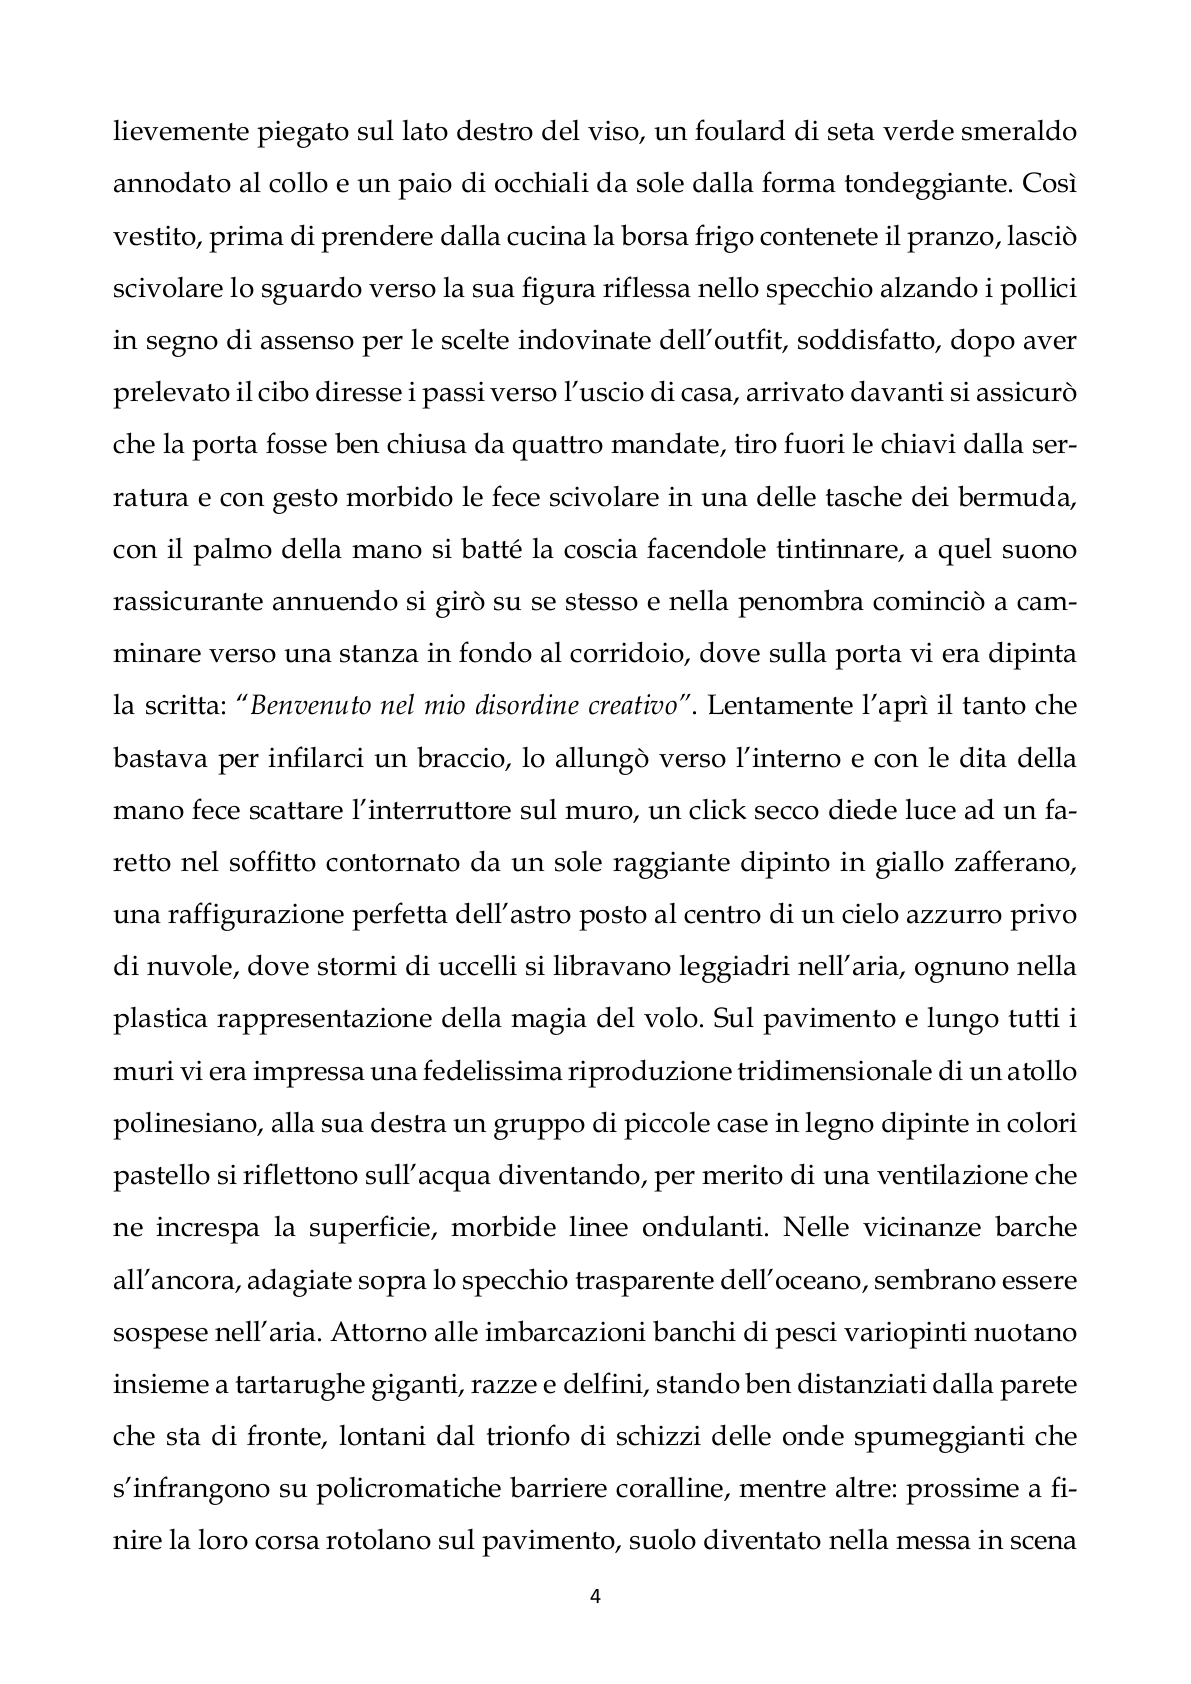 lievemente piegato sul lato destro del viso, un foulard di seta verde smeraldo
annodato al collo e un paio di occhiali da sole dalla forma tondeggiante. Così
vestito, prima di prendere dalla cucina la borsa frigo contenete il pranzo, lasciò
scivolare lo sguardo verso la sua figura riflessa nello specchio alzando i pollici
in segno di assenso per le scelte indovinate dell’outfit, soddisfatto, dopo aver
prelevato il cibo diresse i passi verso l’uscio di casa, arrivato davanti si assicurò
che la porta fosse ben chiusa da quattro mandate, tiro fuori le chiavi dalla ser-
ratura e con gesto morbido le fece scivolare in una delle tasche dei bermuda,
con il palmo della mano si batté la coscia facendole tintinnare, a quel suono
rassicurante annuendo si girò su se stesso e nella penombra cominciò a cam-
minare verso una stanza in fondo al corridoio, dove sulla porta vi era dipinta
la scritta: “Benvenuto nel mio disordine creativo”. Lentamente l’aprì il tanto che
bastava per infilarci un braccio, lo allungò verso l’interno e con le dita della
mano fece scattare l’interruttore sul muro, un click secco diede luce ad un fa-
retto nel soffitto contornato da un sole raggiante dipinto in giallo zafferano,
una raffigurazione perfetta dell’astro posto al centro di un cielo azzurro privo
di nuvole, dove stormi di uccelli si libravano leggiadri nell’aria, ognuno nella
plastica rappresentazione della magia del volo. Sul pavimento e lungo tutti i
muri vi era impressa una fedelissima riproduzione tridimensionale di un atollo
polinesiano, alla sua destra un gruppo di piccole case in legno dipinte in colori
pastello si riflettono sull’acqua diventando, per merito di una ventilazione che
ne increspa la superficie, morbide linee ondulanti. Nelle vicinanze barche
all’ancora, adagiate sopra lo specchio trasparente dell’oceano, sembrano essere
sospese nell’aria. Attorno alle imbarcazioni banchi di pesci variopinti nuotano
insieme a tartarughe giganti, razze e delfini, stando ben distanziati dalla parete
che sta di fronte, lontani dal trionfo di schizzi delle onde spumeggianti che
s’infrangono su policromatiche barriere coralline, mentre altre: prossime a fi-
nire la loro corsa rotolano sul pavimento, suolo diventato nella messa in scena
4